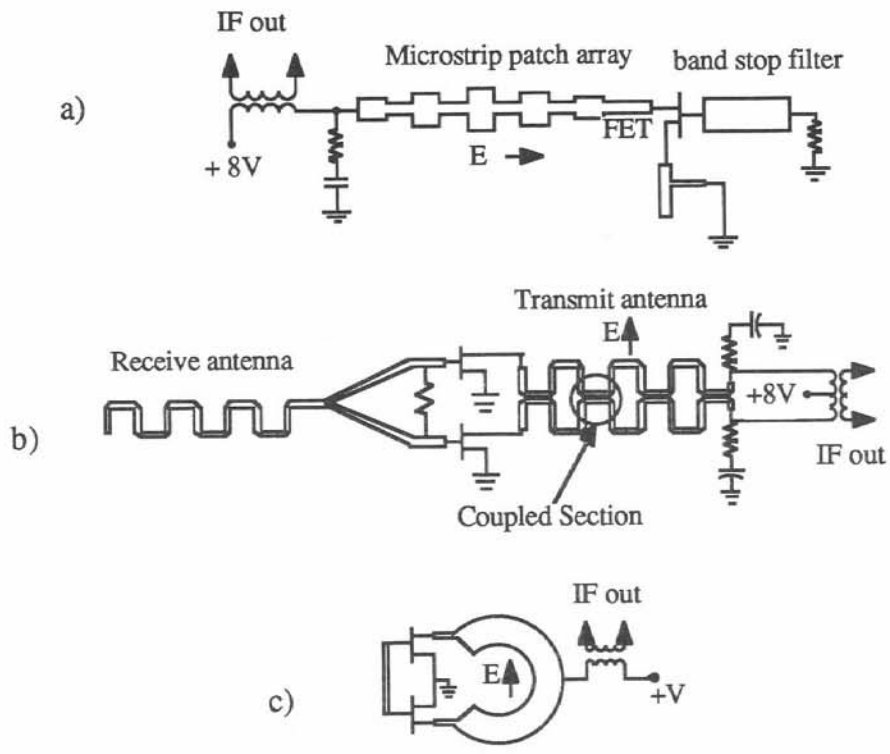 IF out
Microstrip patch array
band stop filter
a)
+ 8V
E
FET
Transmit antenna
E
Receive antenna
+8V
b)
IF out
Coupled Section
IF out
E
+V
c)